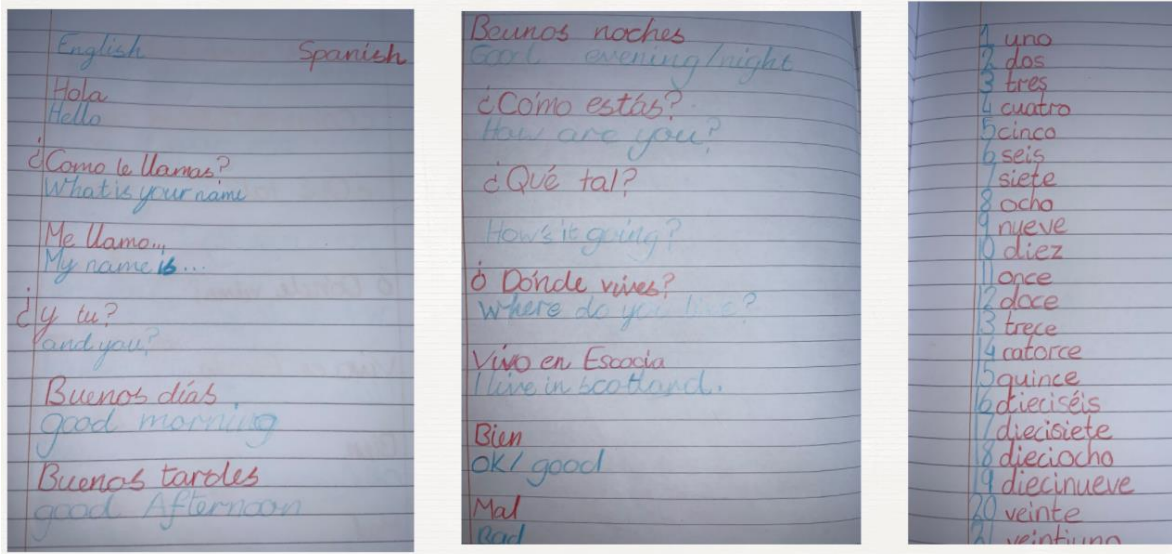 English Spanish
Hola
Hello
¿Como te llamas?
What is your name
Me llamo...
My name is...
¿y tu?
and you?
Buenos días
good morning
Buenos tardes
good Afternoon
Beunos noches
Good evening/night
¿Cómo estás?
How are you?
¿Qué tal?
How's it going?
¿Dónde vives?
Where do you live?
Vivo en Escocia
I live in Scotland.
Bien
OK/good
Mal
Bad
1 uno
2 dos
3 tres
4 cuatro
5 cinco
6 seis
7 siete
8 ocho
9 nueve
10 diez
11 once
12 doce
13 trece
14 catorce
15 quince
16 dieciséis
17 diecisiete
18 dieciocho
19 diecinueve
20 veinte
21 veintiuno